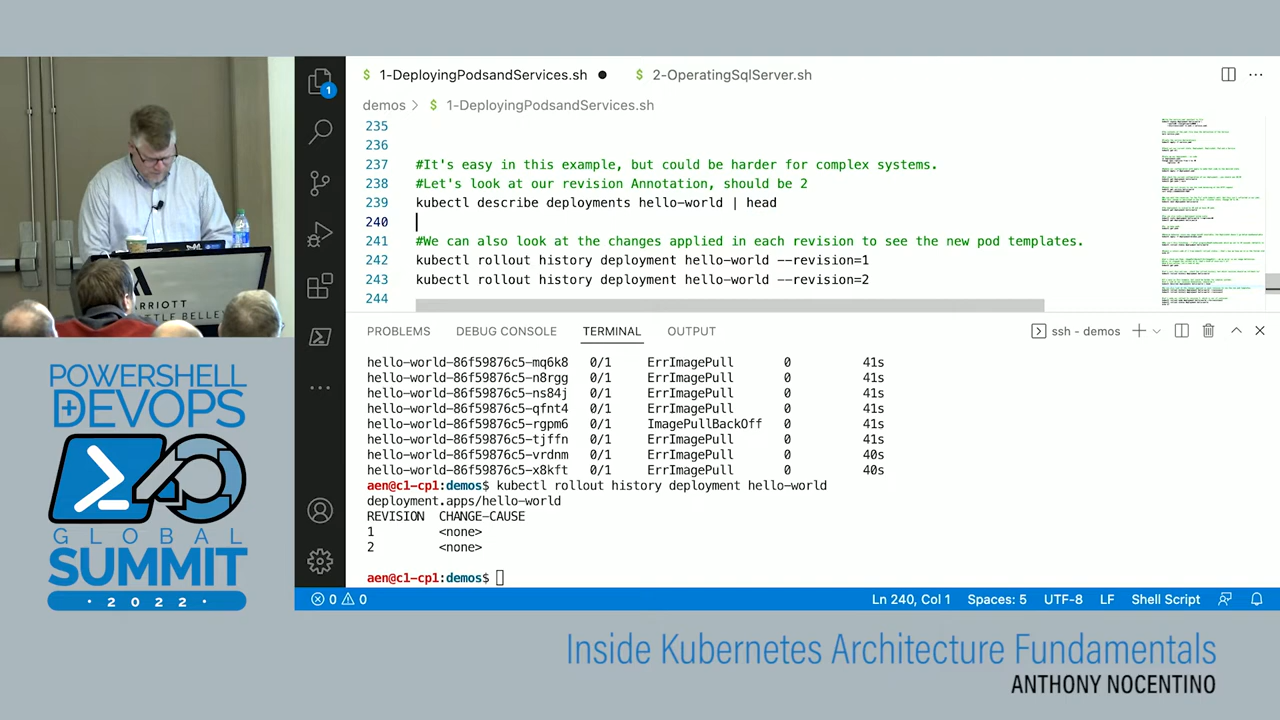 1-DeployingPodsandServices.sh
2-OperatingSqlServer.sh
demos > $ 1-DeployingPodsandServices.sh
235
236
237 #It's easy in this example, but could be harder for complex systems.
238 #Let's look at our revision Annotation, should be 2
239 kubectl describe deployments hello-world | head
240
241 #We can also look at the changes applied in each revision to see the new pod templates.
242 kubectl rollout history deployment hello-world --revision=1
243 kubectl rollout history deployment hello-world --revision=2
244
PROBLEMS DEBUG CONSOLE TERMINAL OUTPUT ssh - demos
hello-world-86f59876c5-mq6k8 0/1 ErrImagePull 0 41s
hello-world-86f59876c5-n8rgg 0/1 ErrImagePull 0 41s
hello-world-86f59876c5-ns84j 0/1 ErrImagePull 0 41s
hello-world-86f59876c5-qfnt4 0/1 ErrImagePull 0 41s
hello-world-86f59876c5-rgpm6 0/1 ImagePullBackOff 0 41s
hello-world-86f59876c5-tjffn 0/1 ErrImagePull 0 41s
hello-world-86f59876c5-vrdnm 0/1 ErrImagePull 0 40s
hello-world-86f59876c5-x8kft 0/1 ErrImagePull 0 40s
aen@c1-cp1:demos$ kubectl rollout history deployment hello-world
deployment.apps/hello-world
REVISION CHANGE-CAUSE
1 <none>
2 <none>
aen@c1-cp1:demos$
0 0 Ln 240, Col 1 Spaces: 5 UTF-8 LF Shell Script
POWERSHELL
+DEVOPS
GLOBAL
SUMMIT
· 2 0 2 2 ·
Inside Kubernetes Architecture Fundamentals
ANTHONY NOCENTINO